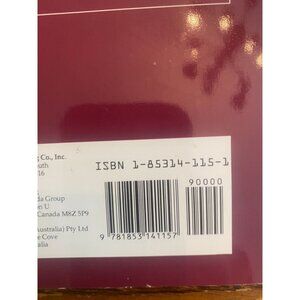 Co., Inc.
outh
16
ISBN 1-85314-115-1
90000
da Group
on U
Canada M8Z 5P9
Australia) Pty Ltd
e Cove
alia
9 781853 141157